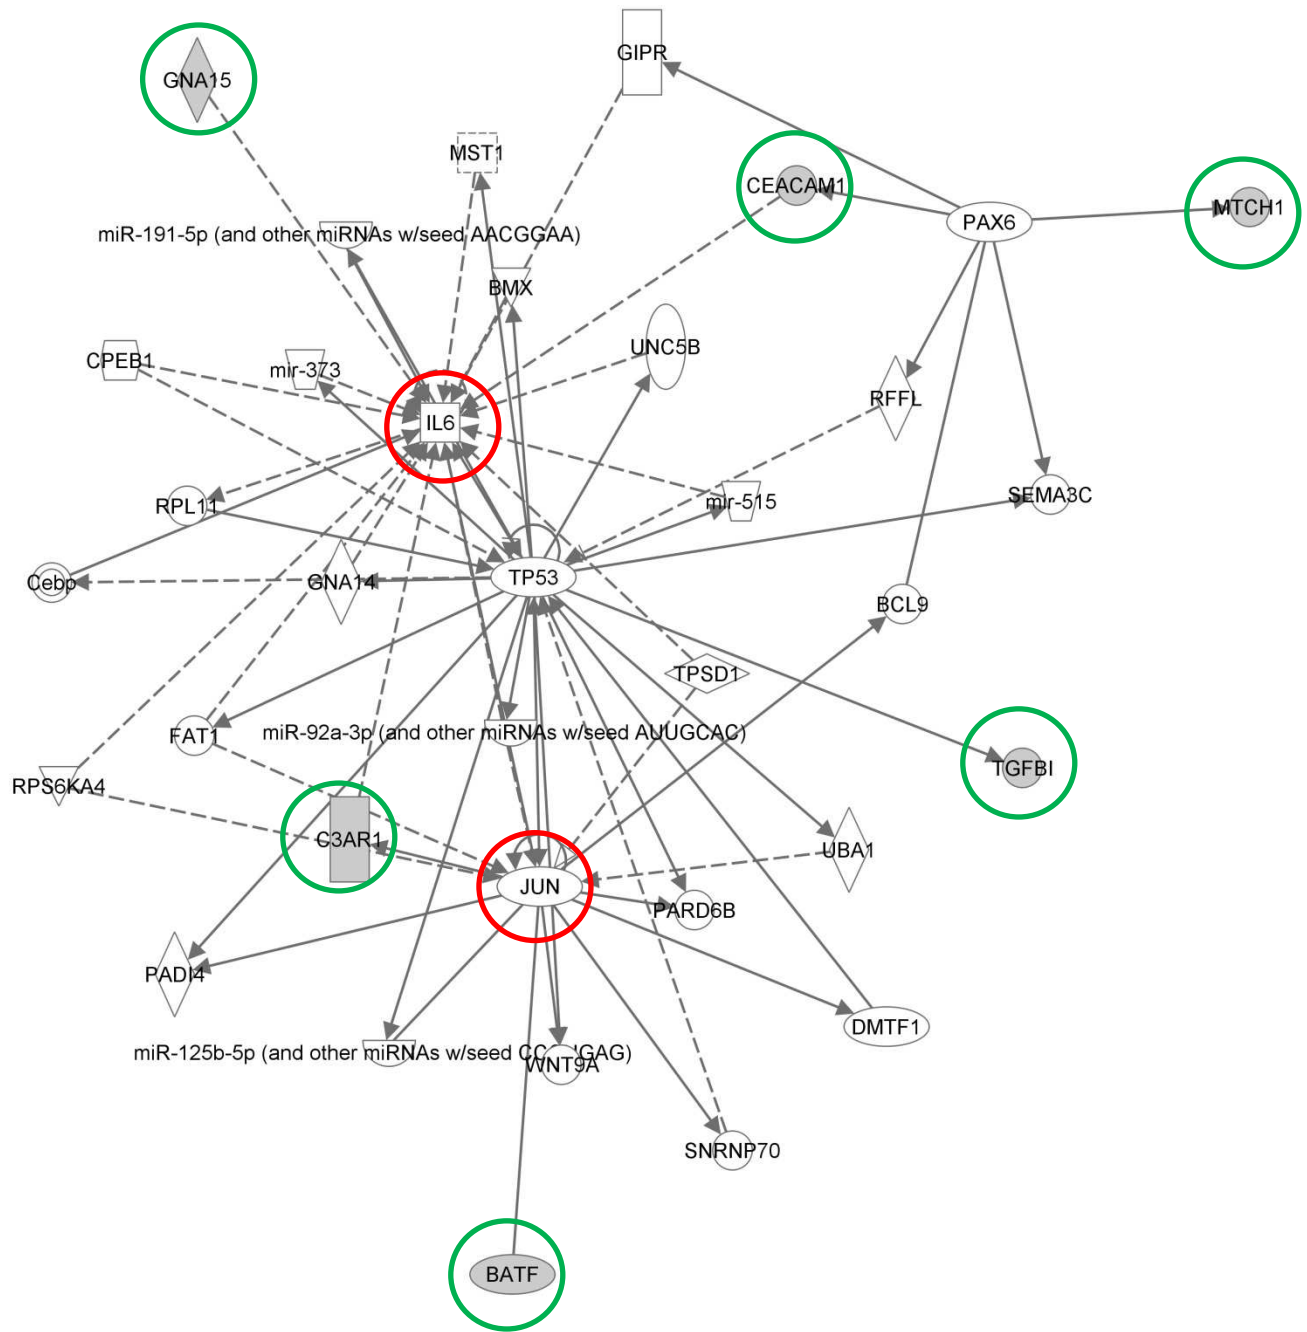 GIPR
GNA15
MST1
CEACAM1
MTCH1
PAX6
miR-191-5p (and other miRNAs w/seed AACGGAA)
BMX
UNC5B
CPEB1
mir-373
RFFL
IL6
SEMA3C
mir-515
RPL11
TP53
Cebp
GNA14
BCL9
TPSD1
miR-92a-3p (and other miRNAs w/seed AUUGCAC)
FAT1
TGFBI
RPS6KA4
C3AR1
UBA1
JUN
PARD6B
PADI4
DMTF1
miR-125b-5p (and other miRNAs w/seed CC GAG)
WNT9A
SNRNP70
BATF